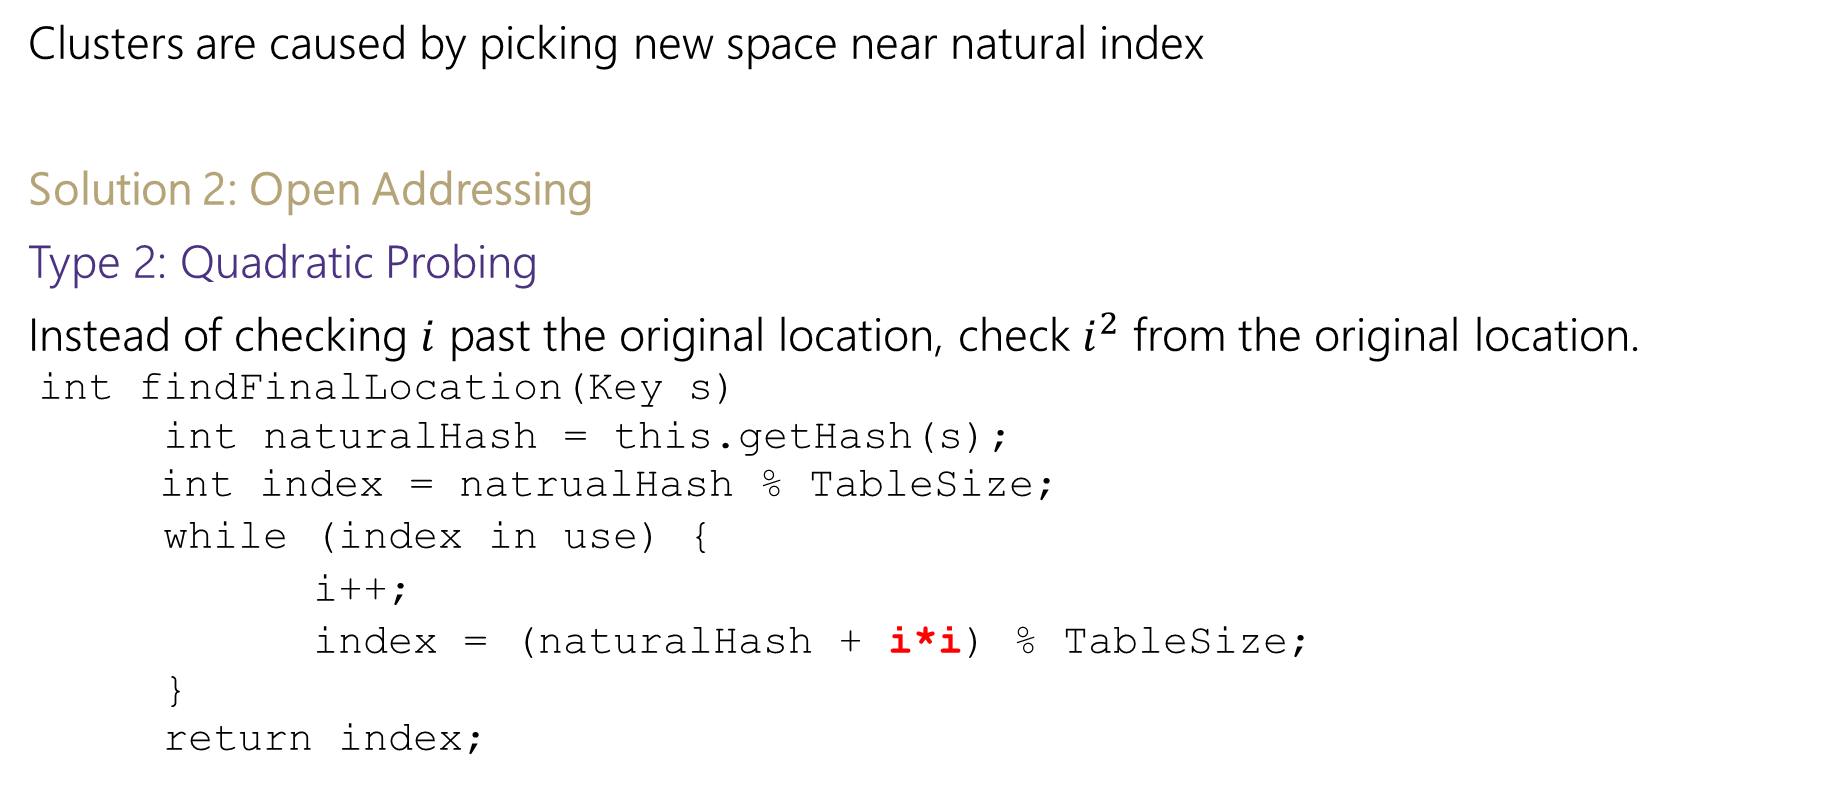 Clusters are caused by picking new space near natural index
Solution 2: Open Addressing
Type 2: Quadratic Probing
Instead of checking i past the original location, check i² from the original location.
int findFinalLocation(Key s)
int naturalHash = this.getHash(s);
int index = natrualHash % TableSize;
while (index in use) {
i++;
index = (naturalHash + i*i) % TableSize;
}
return index;